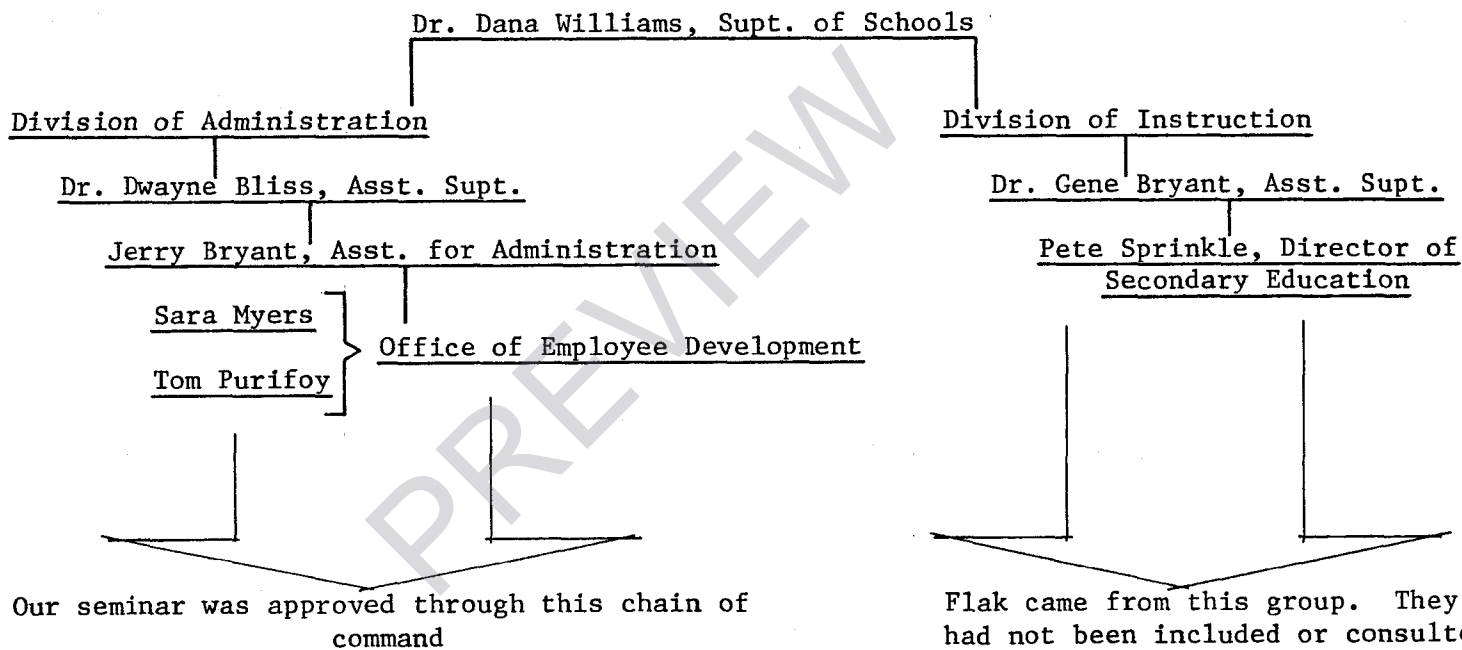 Dr. Dana Williams, Supt. of Schools
Division of Administration
Dr. Dwayne Bliss, Asst. Supt.
Jerry Bryant, Asst. for Administration
Sara Myers
Tom Purifoy
Office of Employee Development
Our seminar was approved through this chain of
command
Division of Instruction
Dr. Gene Bryant, Asst. Supt.
Pete Sprinkle, Director of
Secondary Education
Flak came from this group. They
had not been included or
PREVIEW